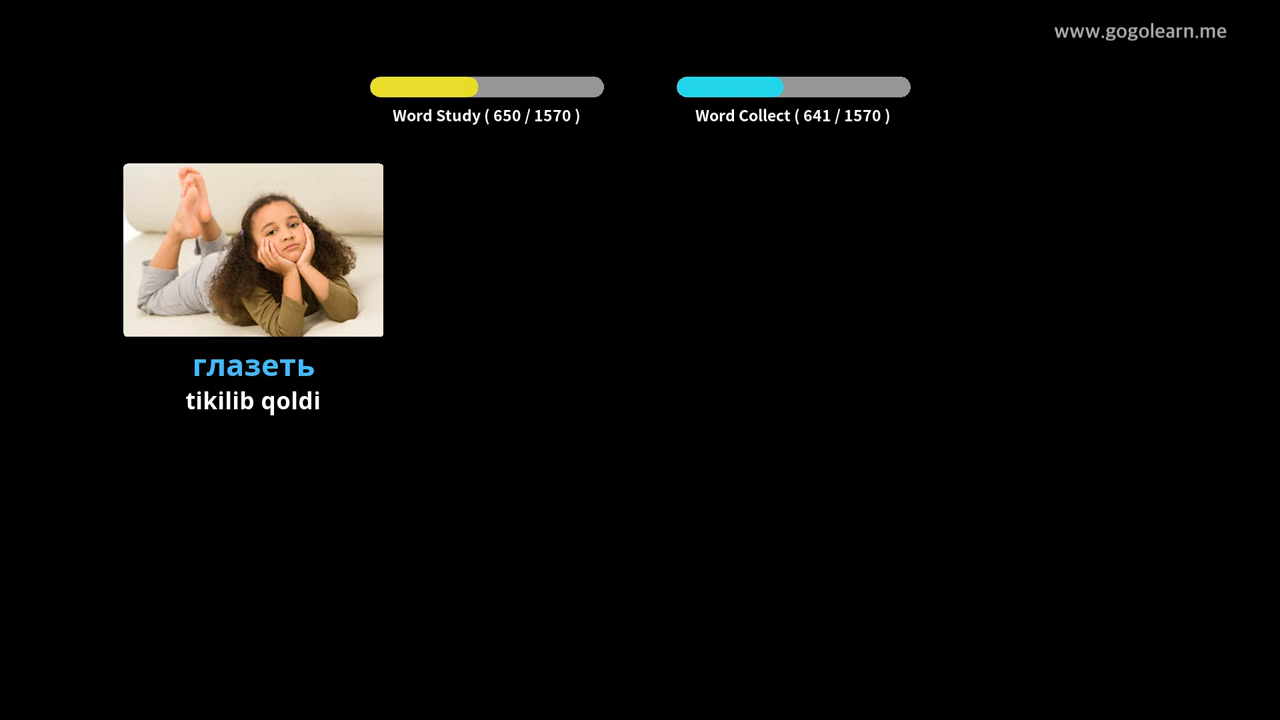 www.gogolearn.me
Word Study ( 650 / 1570 )
Word Collect ( 641 / 1570 )
глазеть
tikilib qoldi